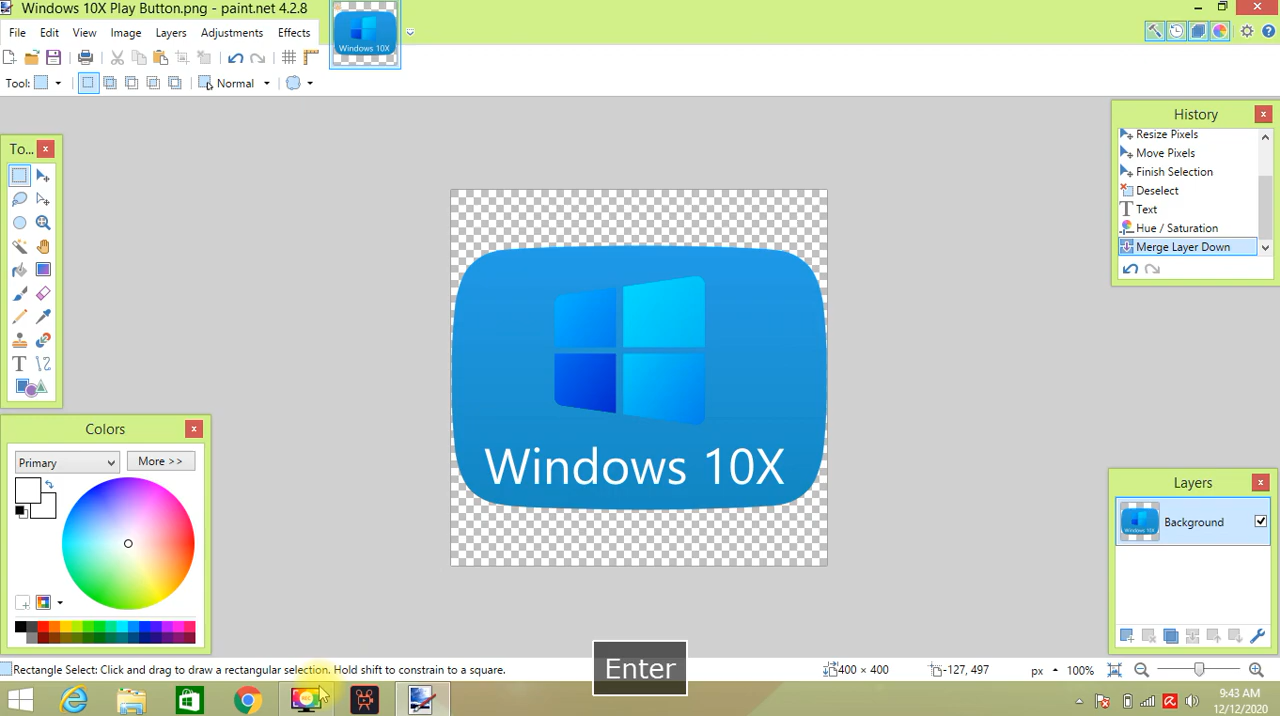 Windows 10X Play Button.png - paint.net 4.2.8
File Edit View Image Layers Adjustments Effects
Windows 10X
Tool: Normal
To...
History
Resize Pixels
Move Pixels
Finish Selection
Deselect
Text
Hue / Saturation
Merge Layer Down
Windows 10X
Colors
Primary
More >>
Layers
Background
Rectangle Select: Click and drag to draw a rectangular selection. Hold shift to constrain to a square.
400 × 400
-127, 497
px
100%
Enter
9:43 AM
12/12/2020